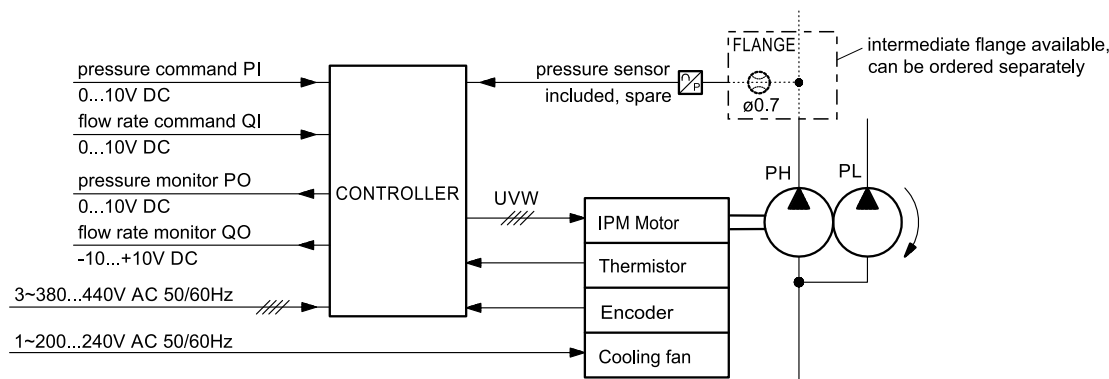 FLANGE
intermediate flange available,
can be ordered separately
pressure command PI
0...10V DC
flow rate command QI
0...10V DC
pressure monitor PO
0...10V DC
flow rate monitor QO
-10...+10V DC
3~380...440V AC 50/60Hz
1~200...240V AC 50/60Hz
CONTROLLER
pressure sensor
included, spare
P
ø0.7
UVW
IPM Motor
Thermistor
Encoder
Cooling fan
PH
PL